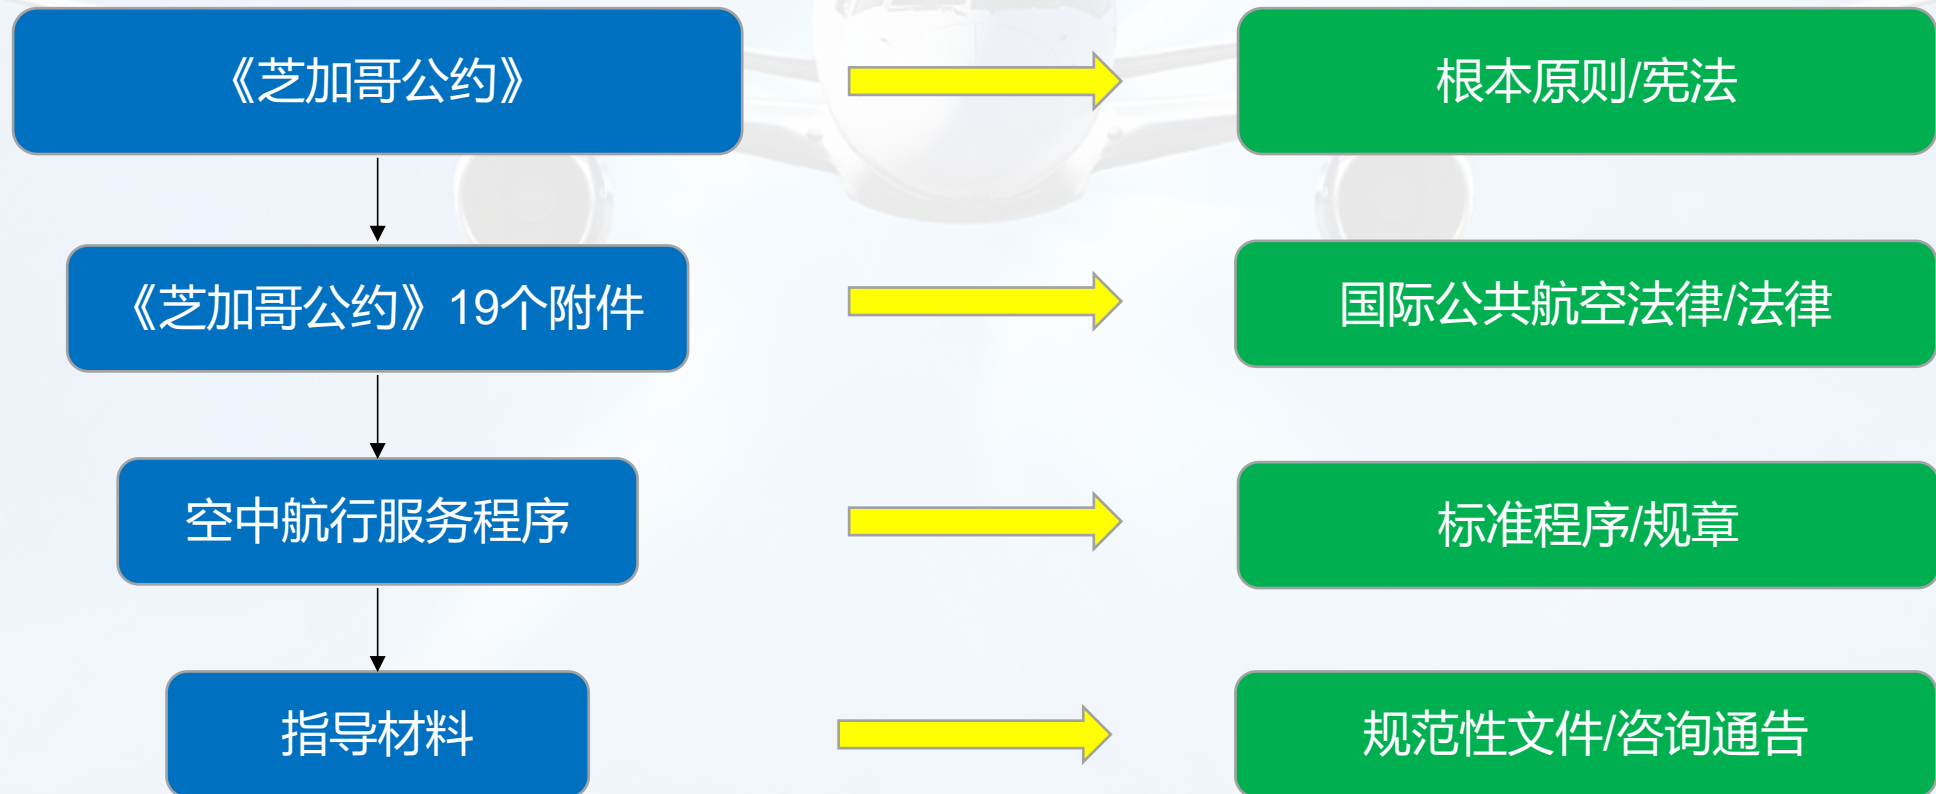 《芝加哥公约》
根本原则/宪法
《芝加哥公约》19个附件
国际公共航空法律/法律
空中航行服务程序
标准程序/规章
指导材料
规范性文件/咨询通告